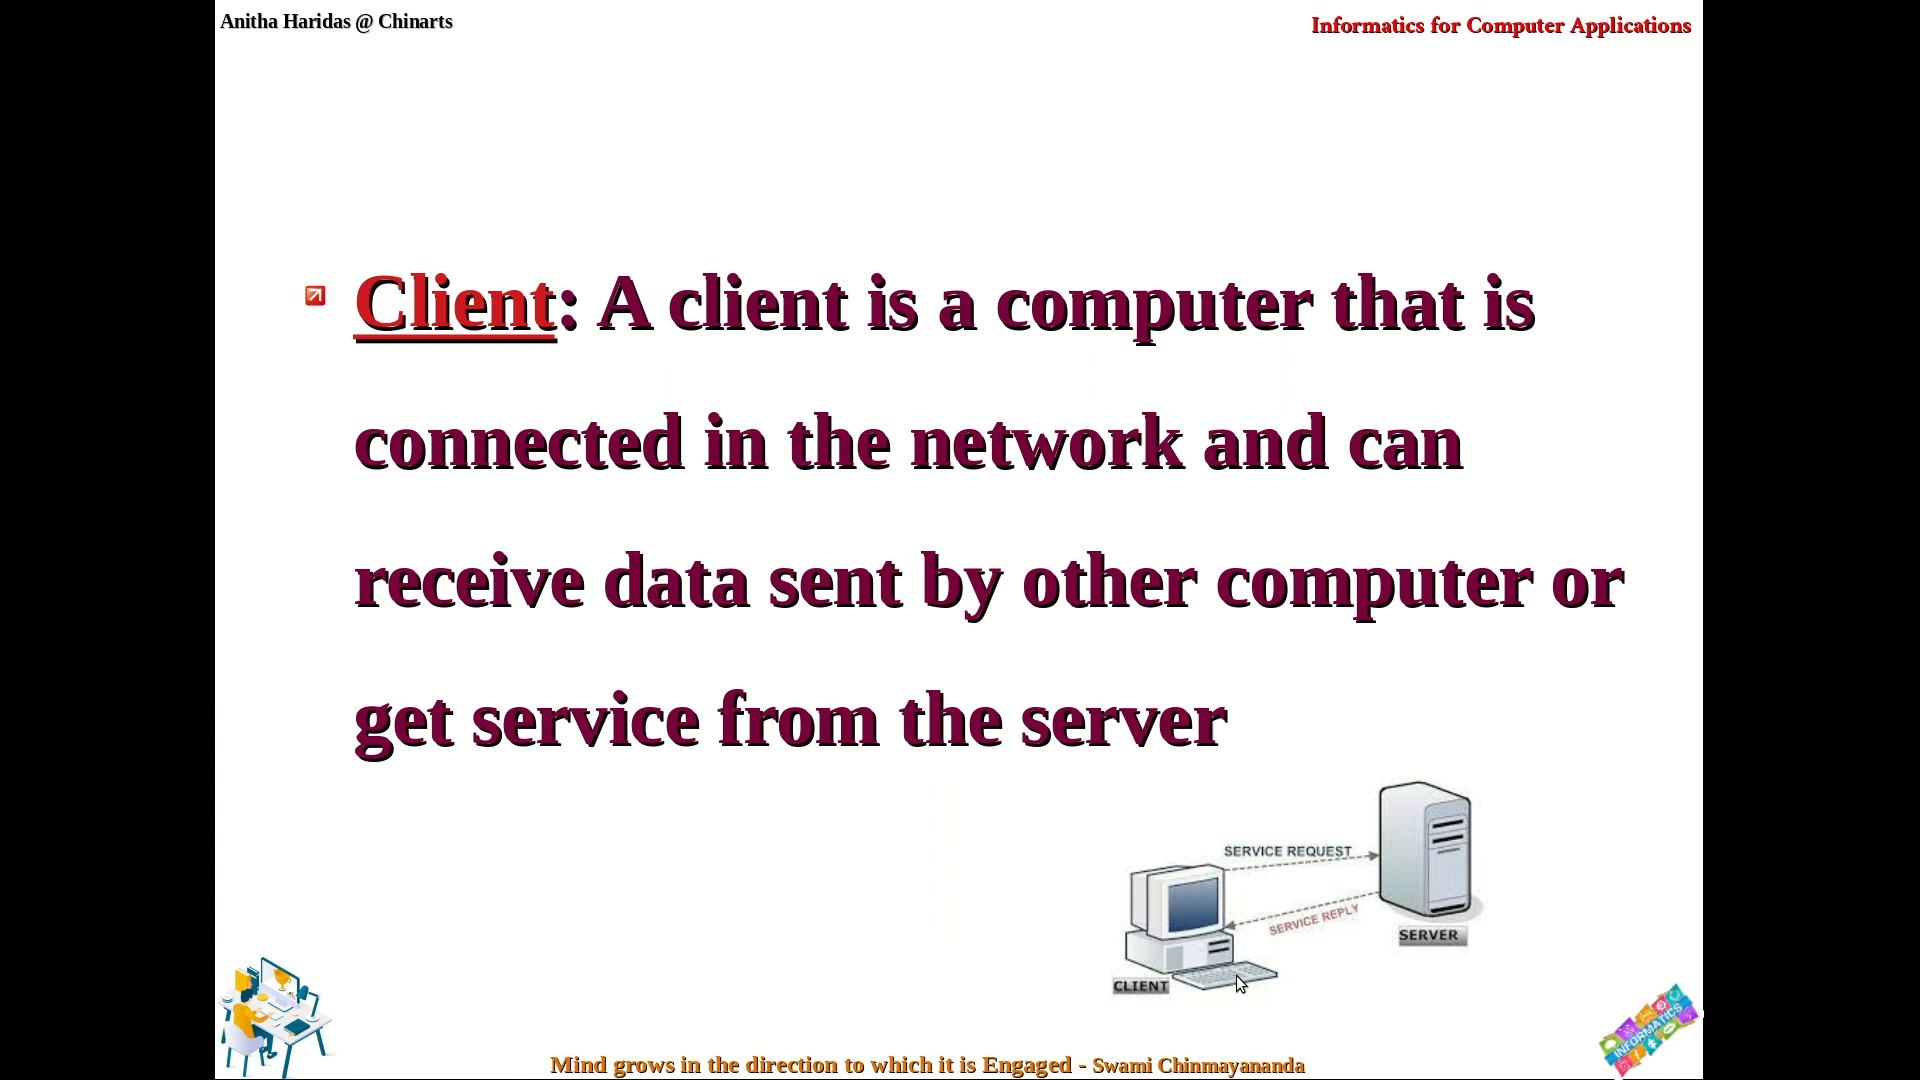 Anitha Haridas @ Chinarts
Informatics for Computer Applications
Client: A client is a computer that is
connected in the network and can
receive data sent by other computer or
get service from the server
SERVICE REQUEST
SERVICE REPLY
SERVER
CLIENT
INFORMATICS
Mind grows in the direction to which it is Engaged - Swami Chinmayananda